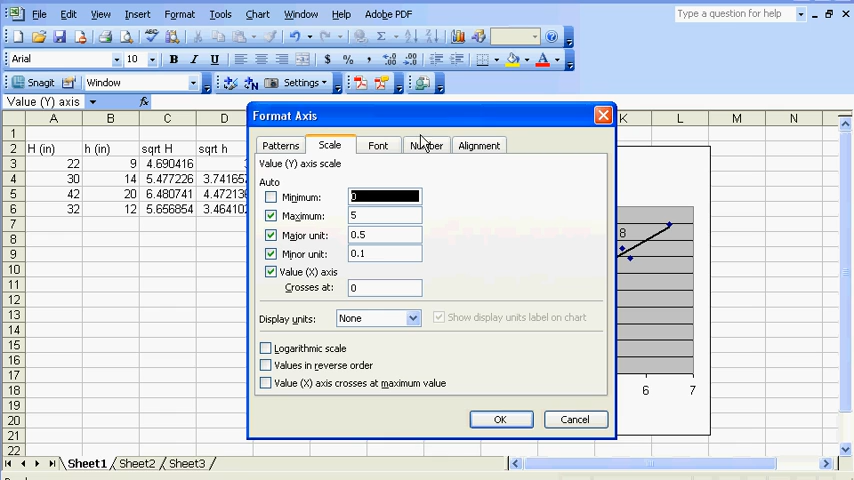 File Edit View Insert Format Tools Chart Window Help Adobe PDF
Type a question for help
Arial 10 B I U $ % ,
Snagit Window Settings
Value (Y) axis fx
A B C D K L M N
1
2 H (in) h (in) sqrt H sqrt h
3 22 9 4.690416 3
4 30 14 5.477226 3.741657
5 42 20 6.480741 4.472136
6 32 12 5.656854 3.464102
7
8
9
10
11
12
13
14
15
16
17
18
19
20
21
22
8
6 7
Format Axis
Patterns Scale Font Number Alignment
Value (Y) axis scale
Auto
Minimum: 0
Maximum: 5
Major unit: 0.5
Minor unit: 0.1
Value (X) axis
Crosses at: 0
Display units: None Show display units label on chart
Logarithmic scale
Values in reverse order
Value (X) axis crosses at maximum value
OK Cancel
Sheet1 Sheet2 Sheet3